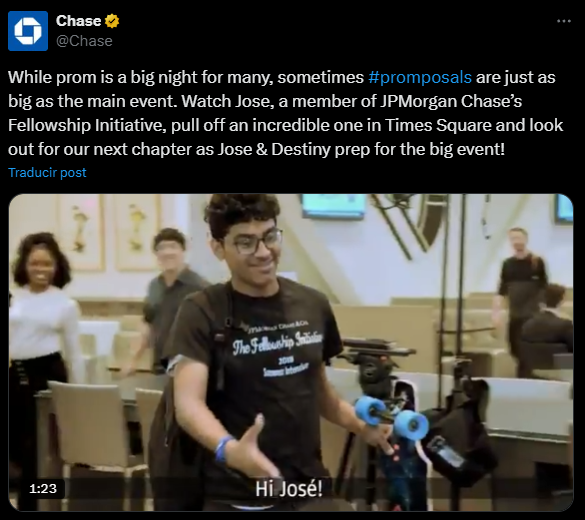 Chase
@Chase
While prom is a big night for many, sometimes #promposals are just as
big as the main event. Watch Jose, a member of JPMorgan Chase’s
Fellowship Initiative, pull off an incredible one in Times Square and look
out for our next chapter as Jose & Destiny prep for the big event!
Traducir post
JPMorgan Chase & Co.
The Fellowship Initiative
Summer Intensive
1:23
Hi José!